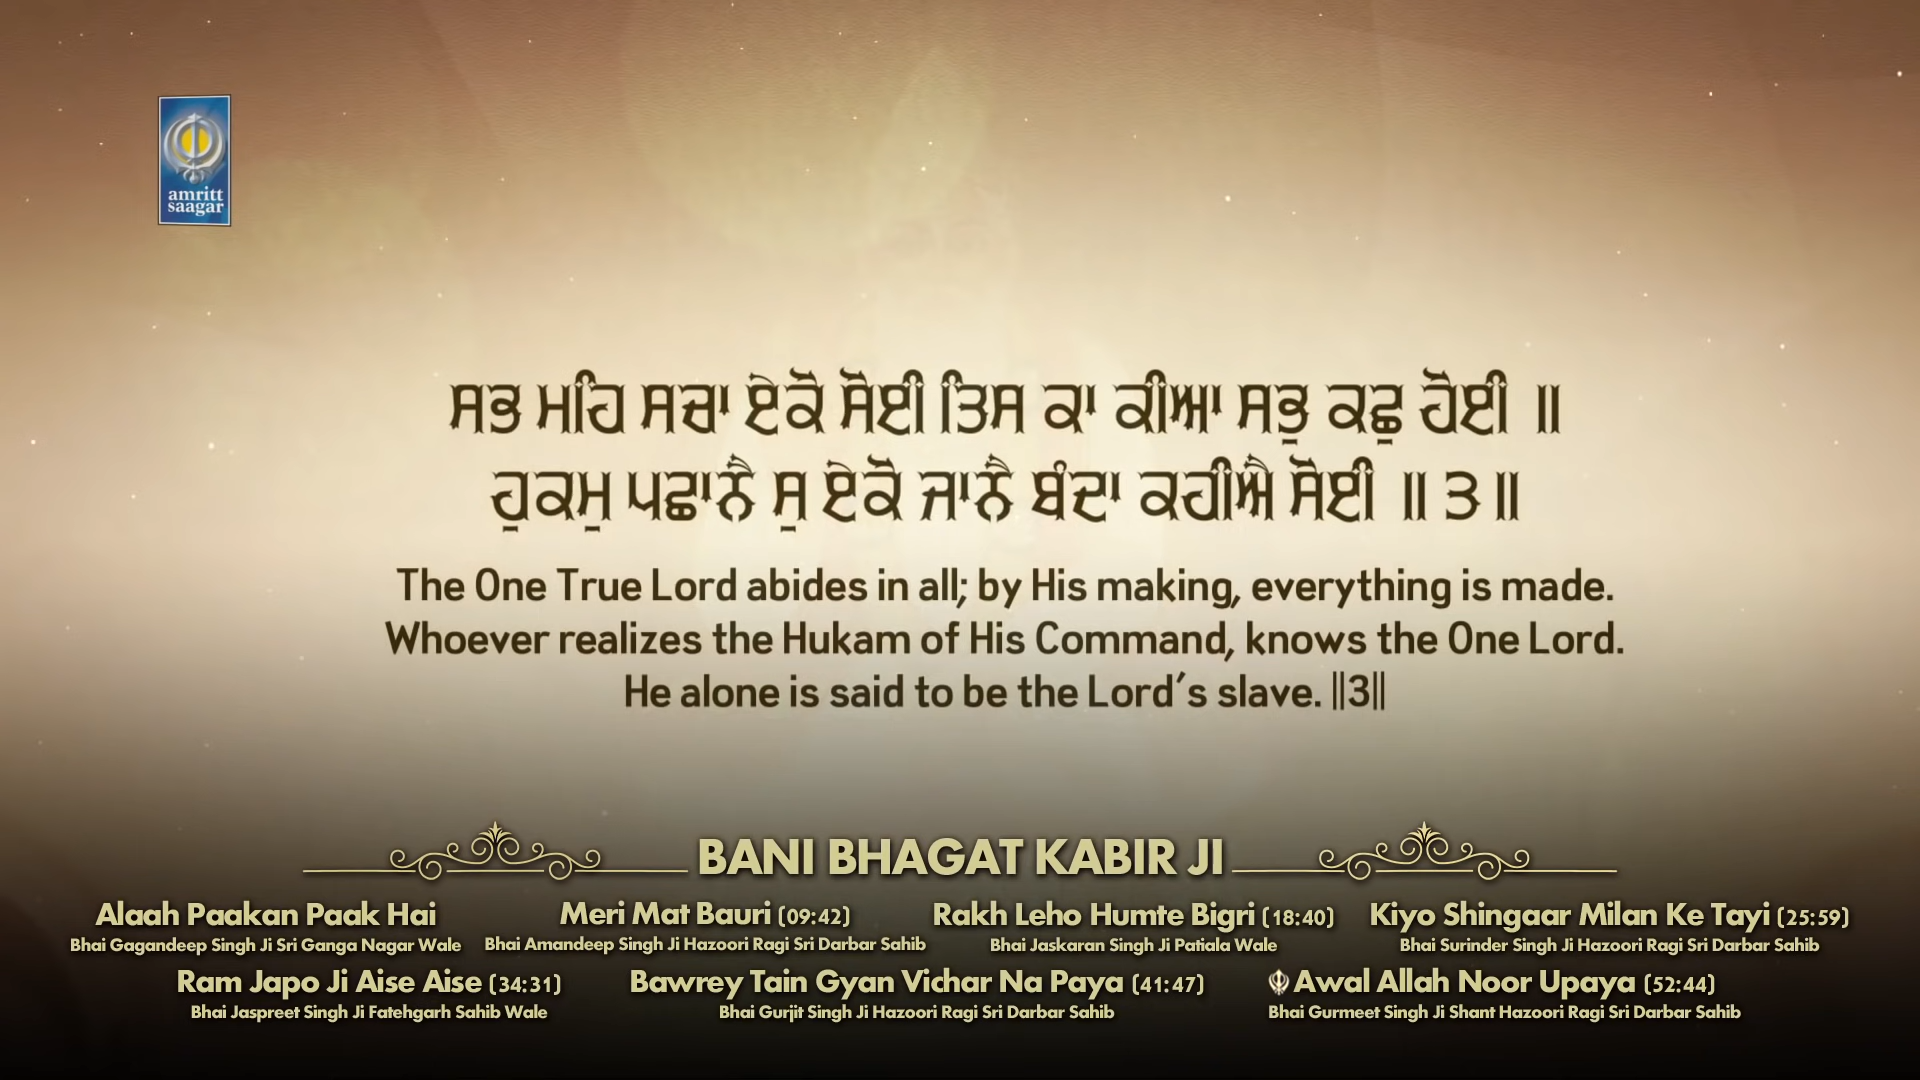 amritt
saagar
ਸਭ ਮਹਿ ਸਚਾ ਏਕੋ ਸੋਈ ਤਿਸ ਕਾ ਕੀਆ ਸਭੁ ਕਛੁ ਹੋਈ ॥
ਹੁਕਮੁ ਪਛਾਨੈ ਸੁ ਏਕੋ ਜਾਨੈ ਬੰਦਾ ਕਹੀਐ ਸੋਈ ॥੩॥
The One True Lord abides in all; by His making, everything is made.
Whoever realizes the Hukam of His Command, knows the One Lord.
He alone is said to be the Lord's slave. ||3||
BANI BHAGAT KABIR JI
Alaah Paakan Paak Hai
Bhai Gagandeep Singh Ji Sri Ganga Nagar Wale
Meri Mat Bauri (09:42)
Bhai Amandeep Singh Ji Hazoori Ragi Sri Darbar Sahib
Rakh Leho Humte Bigri (18:40)
Bhai Jaskaran Singh Ji Patiala Wale
Kiyo Shingaar Milan Ke Tayi (25:59)
Bhai Surinder Singh Ji Hazoori Ragi Sri Darbar Sahib
Ram Japo Ji Aise Aise (34:31)
Bhai Jaspreet Singh Ji Fatehgarh Sahib Wale
Bawrey Tain Gyan Vichar Na Paya (41:47)
Bhai Gurjit Singh Ji Hazoori Ragi Sri Darbar Sahib
Awal Allah Noor Upaya (52:44)
Bhai Gurmeet Singh Ji Shant Hazoori Ragi Sri Darbar Sahib